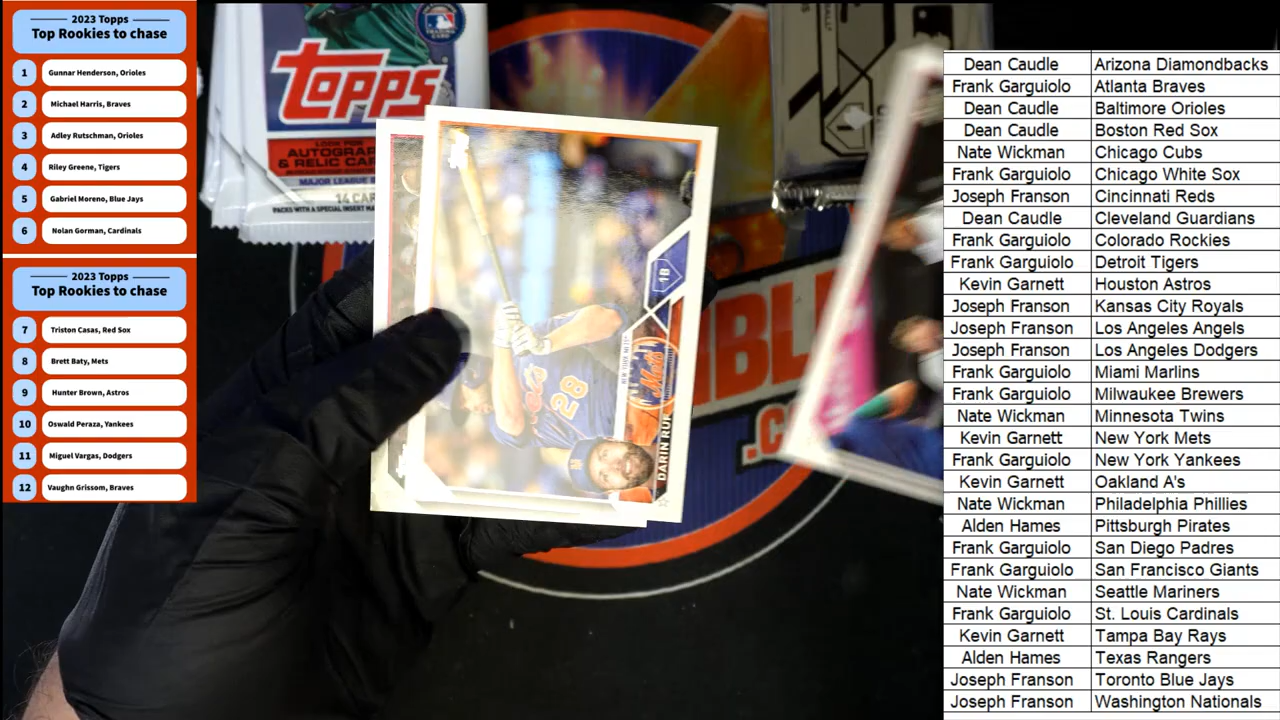 2023 Topps
Top Rookies to chase
1 Gunnar Henderson, Orioles
2 Michael Harris, Braves
3 Adley Rutschman, Orioles
4 Riley Greene, Tigers
5 Gabriel Moreno, Blue Jays
6 Nolan Gorman, Cardinals
2023 Topps
Top Rookies to chase
7 Triston Casas, Red Sox
8 Brett Baty, Mets
9 Hunter Brown, Astros
10 Oswald Peraza, Yankees
11 Miguel Vargas, Dodgers
12 Vaughn Grissom, Braves
TOPPS
LOOK FOR
AUTOGRAP
& RELIC CAR
MAJOR LEAGUE
14 CAR
PACKS WITH A SPECIAL INSERT
1B
NEW YORK METS
Mets
DARIN RUF
28
BLE
.C
Dean Caudle Arizona Diamondbacks
Frank Garguiolo Atlanta Braves
Dean Caudle Baltimore Orioles
Dean Caudle Boston Red Sox
Nate Wickman Chicago Cubs
Frank Garguiolo Chicago White Sox
Joseph Franson Cincinnati Reds
Dean Caudle Cleveland Guardians
Frank Garguiolo Colorado Rockies
Frank Garguiolo Detroit Tigers
Kevin Garnett Houston Astros
Joseph Franson Kansas City Royals
Joseph Franson Los Angeles Angels
Joseph Franson Los Angeles Dodgers
Frank Garguiolo Miami Marlins
Frank Garguiolo Milwaukee Brewers
Nate Wickman Minnesota Twins
Kevin Garnett New York Mets
Frank Garguiolo New York Yankees
Kevin Garnett Oakland A's
Nate Wickman Philadelphia Phillies
Alden Hames Pittsburgh Pirates
Frank Garguiolo San Diego Padres
Frank Garguiolo San Francisco Giants
Nate Wickman Seattle Mariners
Frank Garguiolo St. Louis Cardinals
Kevin Garnett Tampa Bay Rays
Alden Hames Texas Rangers
Joseph Franson Toronto Blue Jays
Joseph Franson Washington Nationals